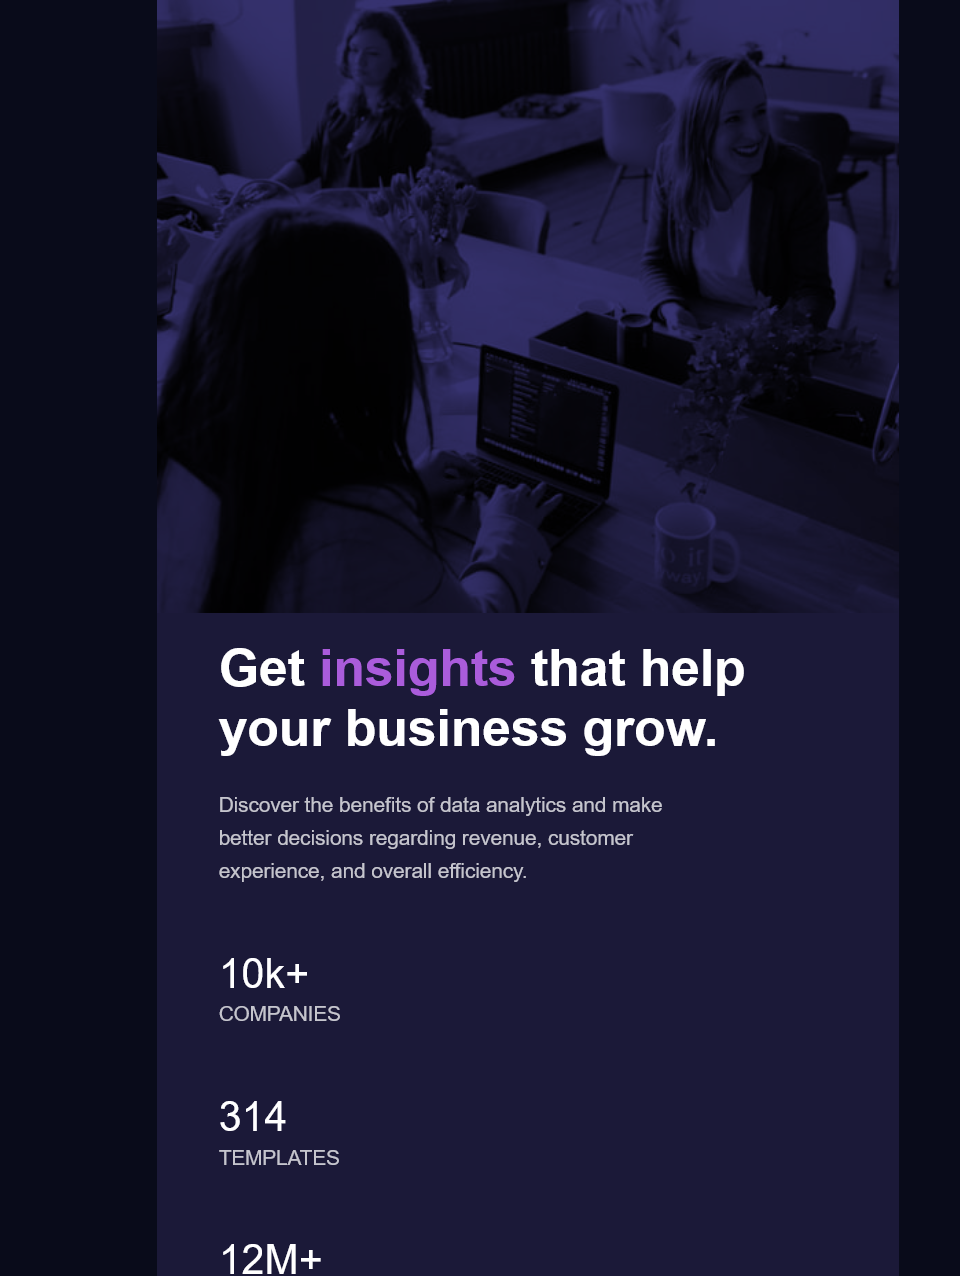 Get insights that help
your business grow.
Discover the benefits of data analytics and make
better decisions regarding revenue, customer
experience, and overall efficiency.
10k+
COMPANIES
314
TEMPLATES
12M+